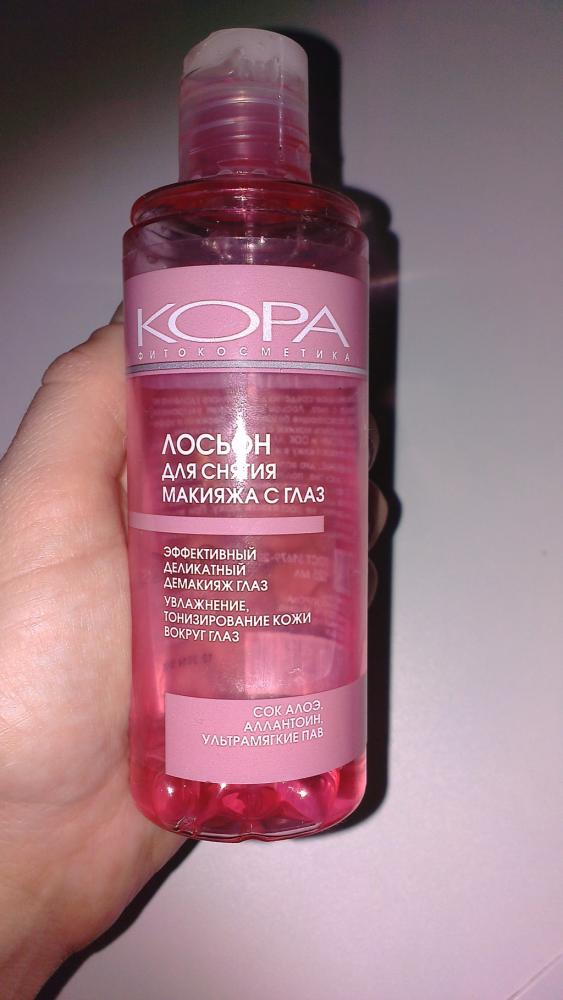 КОРА
ФИТОКОСМЕТИКА
ЛОСЬОН
ДЛЯ СНЯТИЯ
МАКИЯЖА С ГЛАЗ
ЭФФЕКТИВНЫЙ
ДЕЛИКАТНЫЙ
ДЕМАКИЯЖ ГЛАЗ
УВЛАЖНЕНИЕ,
ТОНИЗИРОВАНИЕ КОЖИ
ВОКРУГ ГЛАЗ
СОК АЛОЭ,
АЛЛАНТОИН,
УЛЬТРАМЯГКИЕ ПАВ